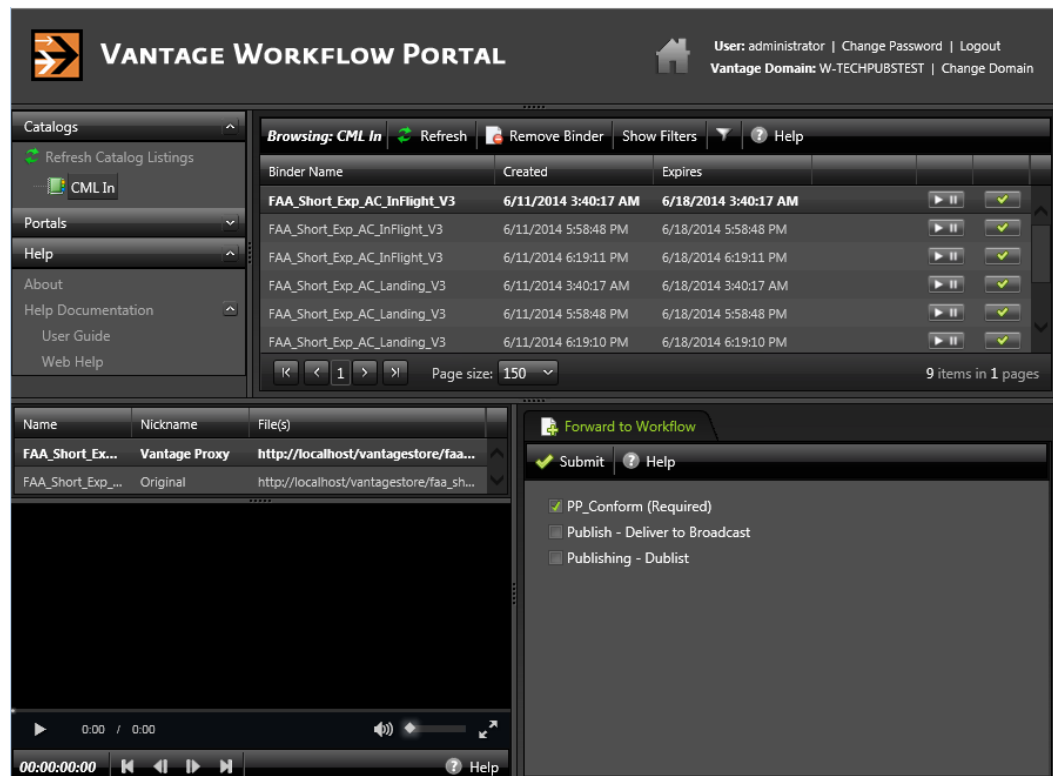 VANTAGE WORKFLOW PORTAL
User: administrator | Change Password | Logout
Vantage Domain: W-TECHPUBSTEST | Change Domain
Catalogs
Refresh Catalog Listings
CML In
Portals
Help
About
Help Documentation
User Guide
Web Help
Browsing: CML In Refresh Remove Binder Show Filters Help
Binder Name Created Expires
FAA_Short_Exp_AC_InFlight_V3 6/11/2014 3:40:17 AM 6/18/2014 3:40:17 AM
FAA_Short_Exp_AC_InFlight_V3 6/11/2014 5:58:48 PM 6/18/2014 5:58:48 PM
FAA_Short_Exp_AC_InFlight_V3 6/11/2014 6:19:11 PM 6/18/2014 6:19:11 PM
FAA_Short_Exp_AC_Landing_V3 6/11/2014 3:40:17 AM 6/18/2014 3:40:17 AM
FAA_Short_Exp_AC_Landing_V3 6/11/2014 5:58:48 PM 6/18/2014 5:58:48 PM
FAA_Short_Exp_AC_Landing_V3 6/11/2014 6:19:10 PM 6/18/2014 6:19:10 PM
1 Page size: 150 9 items in 1 pages
Name Nickname File(s)
FAA_Short_Ex... Vantage Proxy http://localhost/vantagestore/faa...
FAA_Short_Exp_... Original http://localhost/vantagestore/faa_sh...
0:00 / 0:00
00:00:00:00 Help
Forward to Workflow
Submit Help
PP_Conform (Required)
Publish - Deliver to Broadcast
Publishing - Dublist